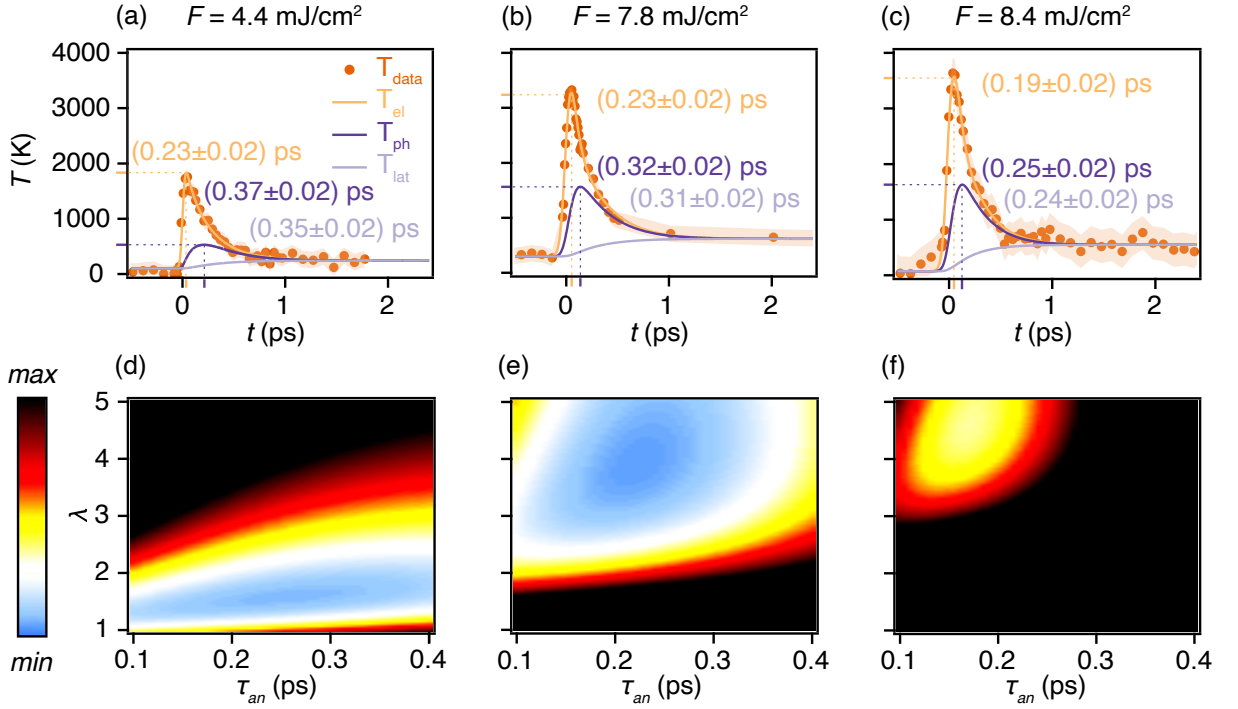 (a) F = 4.4 mJ/cm²
(b) F = 7.8 mJ/cm²
(c) F = 8.4 mJ/cm²
4000
3000
2000
1000
0
T (K)
T_data
T_el
T_ph
T_lat
(0.23±0.02) ps
(0.37±0.02) ps
(0.35±0.02) ps
0 1 2
t (ps)
(0.23±0.02) ps
(0.32±0.02) ps
(0.31±0.02) ps
0 1 2
t (ps)
(0.19±0.02) ps
(0.25±0.02) ps
(0.24±0.02) ps
0 1 2
t (ps)
max
min
(d)
5
4
3
2
1
λ
0.1 0.2 0.3 0.4
τ_an (ps)
(e)
0.1 0.2 0.3 0.4
τ_an (ps)
(f)
0.1 0.2 0.3 0.4
τ_an (ps)